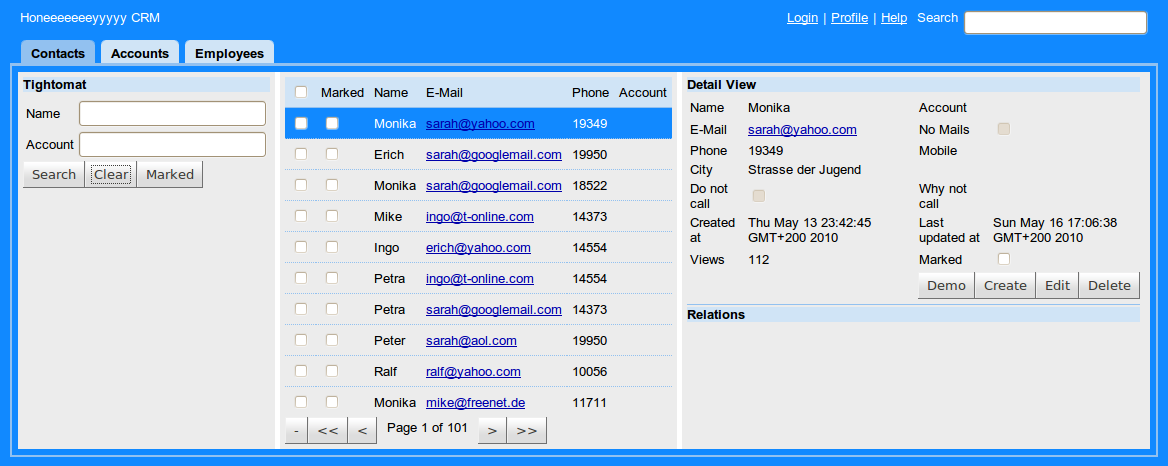 Honeeeeeeeyyyyy CRM
Login | Profile | Help Search
Contacts Accounts Employees
Tightomat
Name
Account
Search Clear Marked
Marked Name E-Mail Phone Account
Monika sarah@yahoo.com 19349
Erich sarah@googlemail.com 19950
Monika sarah@googlemail.com 18522
Mike ingo@t-online.com 14373
Ingo erich@yahoo.com 14554
Petra ingo@t-online.com 14554
Petra sarah@googlemail.com 14373
Peter sarah@aol.com 19950
Ralf ralf@yahoo.com 10056
Monika mike@freenet.de 11711
- << < Page 1 of 101 > >>
Detail View
Name Monika Account
E-Mail sarah@yahoo.com No Mails
Phone 19349 Mobile
City Strasse der Jugend
Do not Why not
call call
Created Thu May 13 23:42:45 Last Sun May 16 17:06:38
at GMT+200 2010 updated at GMT+200 2010
Views 112 Marked
Demo Create Edit Delete
Relations